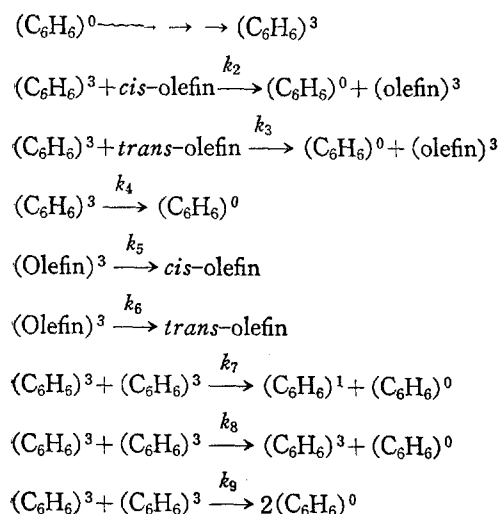 (C₆H₆)⁰ → → → (C₆H₆)³
(C₆H₆)³+cis-olefin k₂→ (C₆H₆)⁰+(olefin)³
(C₆H₆)³+trans-olefin k₃→ (C₆H₆)⁰+(olefin)³
(C₆H₆)³ k₄→ (C₆H₆)⁰
(Olefin)³ k₅→ cis-olefin
(Olefin)³ k₆→ trans-olefin
(C₆H₆)³+(C₆H₆)³ k₇→ (C₆H₆)¹+(C₆H₆)⁰
(C₆H₆)³+(C₆H₆)³ k₈→ (C₆H₆)³+(C₆H₆)⁰
(C₆H₆)³+(C₆H₆)³ k₉→ 2(C₆H₆)⁰